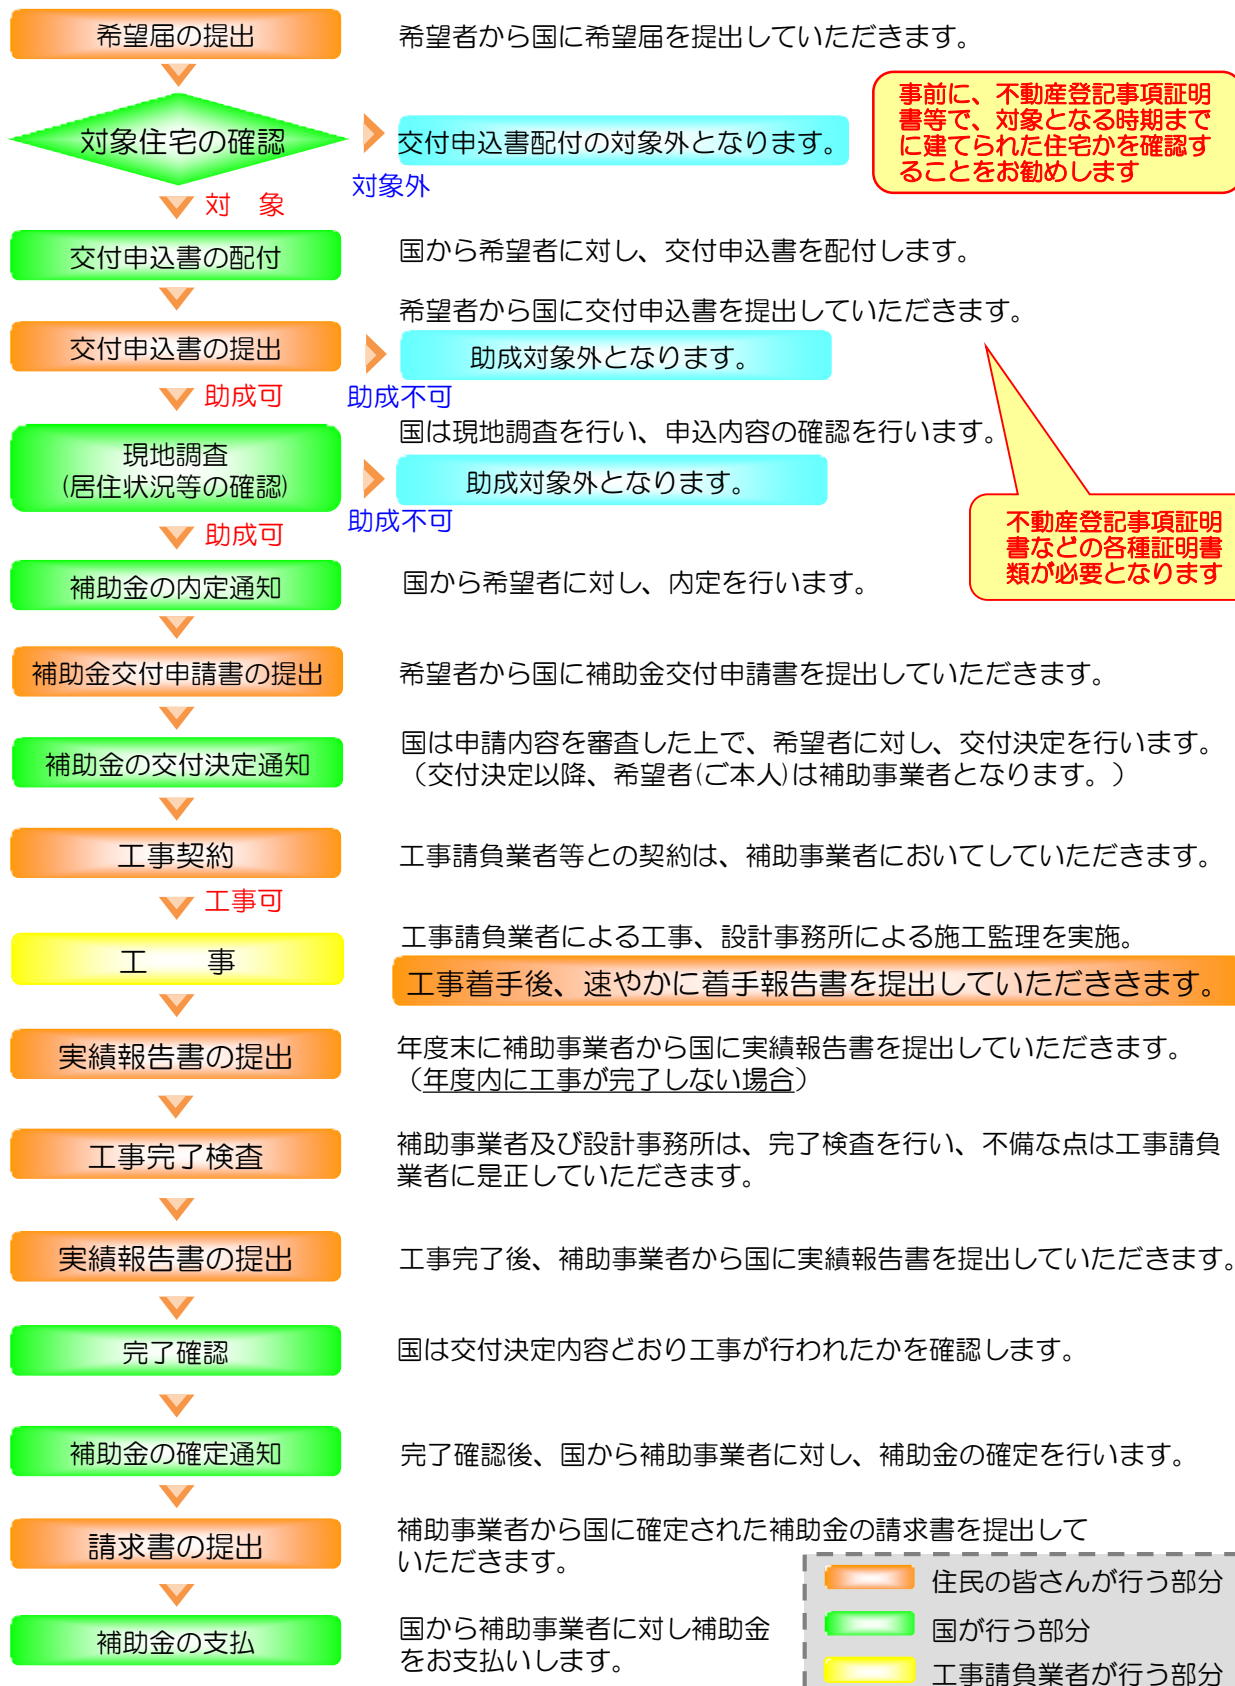 希望届の提出
希望者から国に希望届を提出していただきます。
対象住宅の確認
交付申込書配付の対象外となります。
対象外
事前に、不動産登記事項証明
書等で、対象となる時期まで
に建てられた住宅かを確認す
ることをお勧めします
対　象
交付申込書の配付
国から希望者に対し、交付申込書を配付します。
希望者から国に交付申込書を提出していただきます。
交付申込書の提出
助成対象外となります。
助成可
助成不可
国は現地調査を行い、申込内容の確認を行います。
現地調査
(居住状況等の確認)
助成対象外となります。
助成可
助成不可
不動産登記事項証明
書などの各種証明書
類が必要となります
補助金の内定通知
国から希望者に対し、内定を行います。
補助金交付申請書の提出
希望者から国に補助金交付申請書を提出していただきます。
補助金の交付決定通知
国は申請内容を審査した上で、希望者に対し、交付決定を行います。
（交付決定以降、希望者(ご本人)は補助事業者となります。）
工事契約
工事請負業者等との契約は、補助事業者においてしていただきます。
工事可
工　　事
工事請負業者による工事、設計事務所による施工監理を実施。
工事着手後、速やかに着手報告書を提出していただききます。
実績報告書の提出
年度末に補助事業者から国に実績報告書を提出していただきます。
（年度内に工事が完了しない場合）
工事完了検査
補助事業者及び設計事務所は、完了検査を行い、不備な点は工事請負
業者に是正していただきます。
実績報告書の提出
工事完了後、補助事業者から国に実績報告書を提出していただきます。
完了確認
国は交付決定内容どおり工事が行われたかを確認します。
補助金の確定通知
完了確認後、国から補助事業者に対し、補助金の確定を行います。
請求書の提出
補助事業者から国に確定された補助金の請求書を提出して
いただきます。
補助金の支払
国から補助事業者に対し補助金
をお支払いします。
住民の皆さんが行う部分
国が行う部分
工事請負業者が行う部分